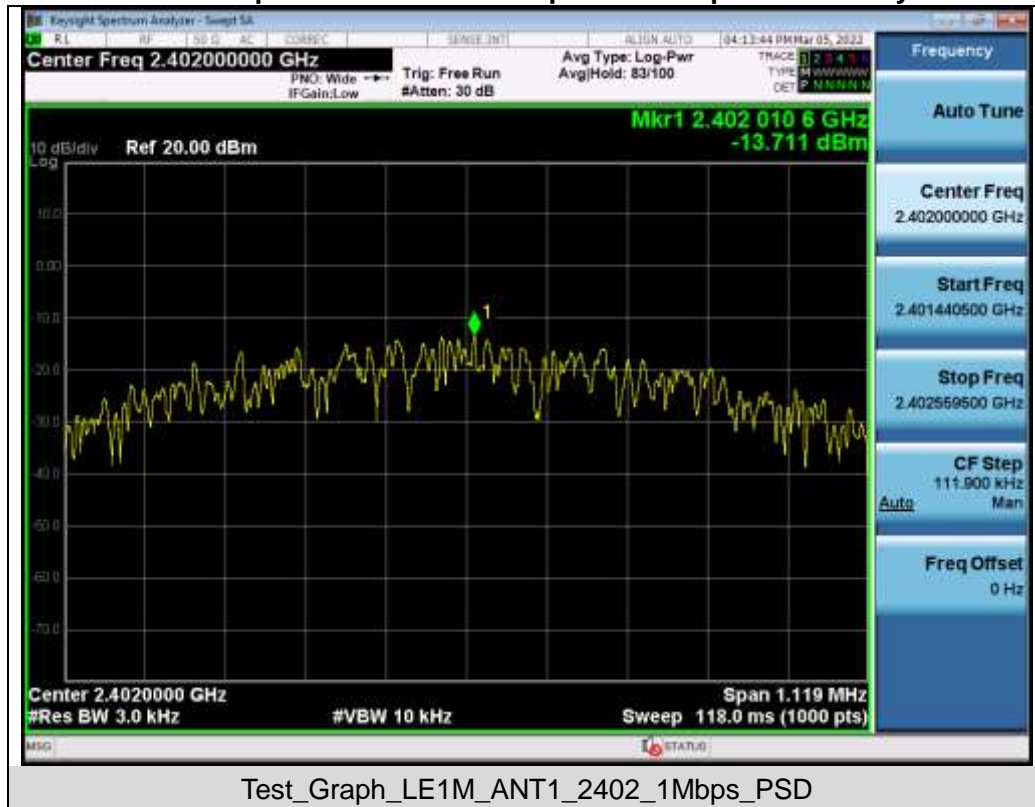 Keysight Spectrum Analyzer - Swept SA
RL RF 50 Ω AC CORREC SENSE:INT ALIGN AUTO 04:13:44 PM Mar 05, 2023
Center Freq 2.402000000 GHz
PNO: Wide
IFGain:Low
Trig: Free Run
#Atten: 30 dB
Avg Type: Log-Pwr
Avg|Hold: 83/100
TRACE 1 2 3 4 5 6
TYPE M W W W W W
DET P N N N N N
Mkr1 2.402 010 6 GHz
-13.711 dBm
10 dB/div Ref 20.00 dBm
Log
10.0
0.00
-10.0
-20.0
-30.0
-40.0
-50.0
-60.0
-70.0
1
Center 2.4020000 GHz
Span 1.119 MHz
#Res BW 3.0 kHz
#VBW 10 kHz
Sweep 118.0 ms (1000 pts)
MSG
STATUS
Frequency
Auto Tune
Center Freq
2.402000000 GHz
Start Freq
2.401440500 GHz
Stop Freq
2.402559500 GHz
CF Step
111.900 kHz
Auto Man
Freq Offset
0 Hz
Test_Graph_LE1M_ANT1_2402_1Mbps_PSD